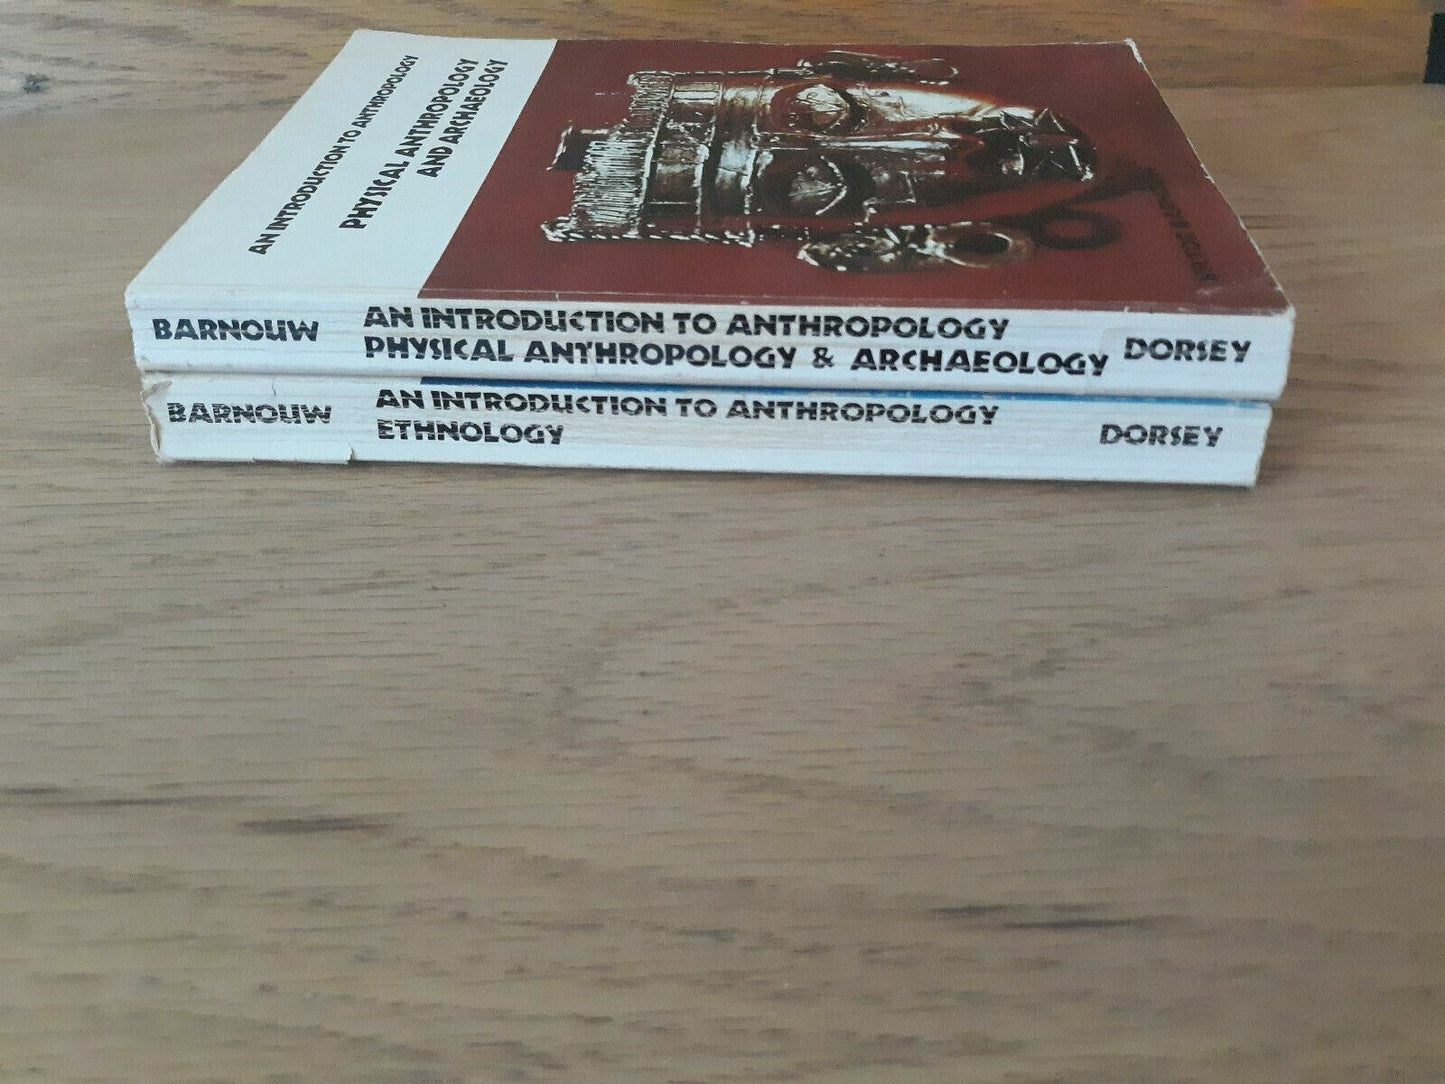 AN INTRODUCTION TO ANTHROPOLOGY
PHYSICAL ANTHROPOLOGY
AND ARCHAEOLOGY
BARNOUW
AN INTRODUCTION TO ANTHROPOLOGY
PHYSICAL ANTHROPOLOGY & ARCHAEOLOGY
DORSEY
BARNOUW
AN INTRODUCTION TO ANTHROPOLOGY
ETHNOLOGY
DORSEY